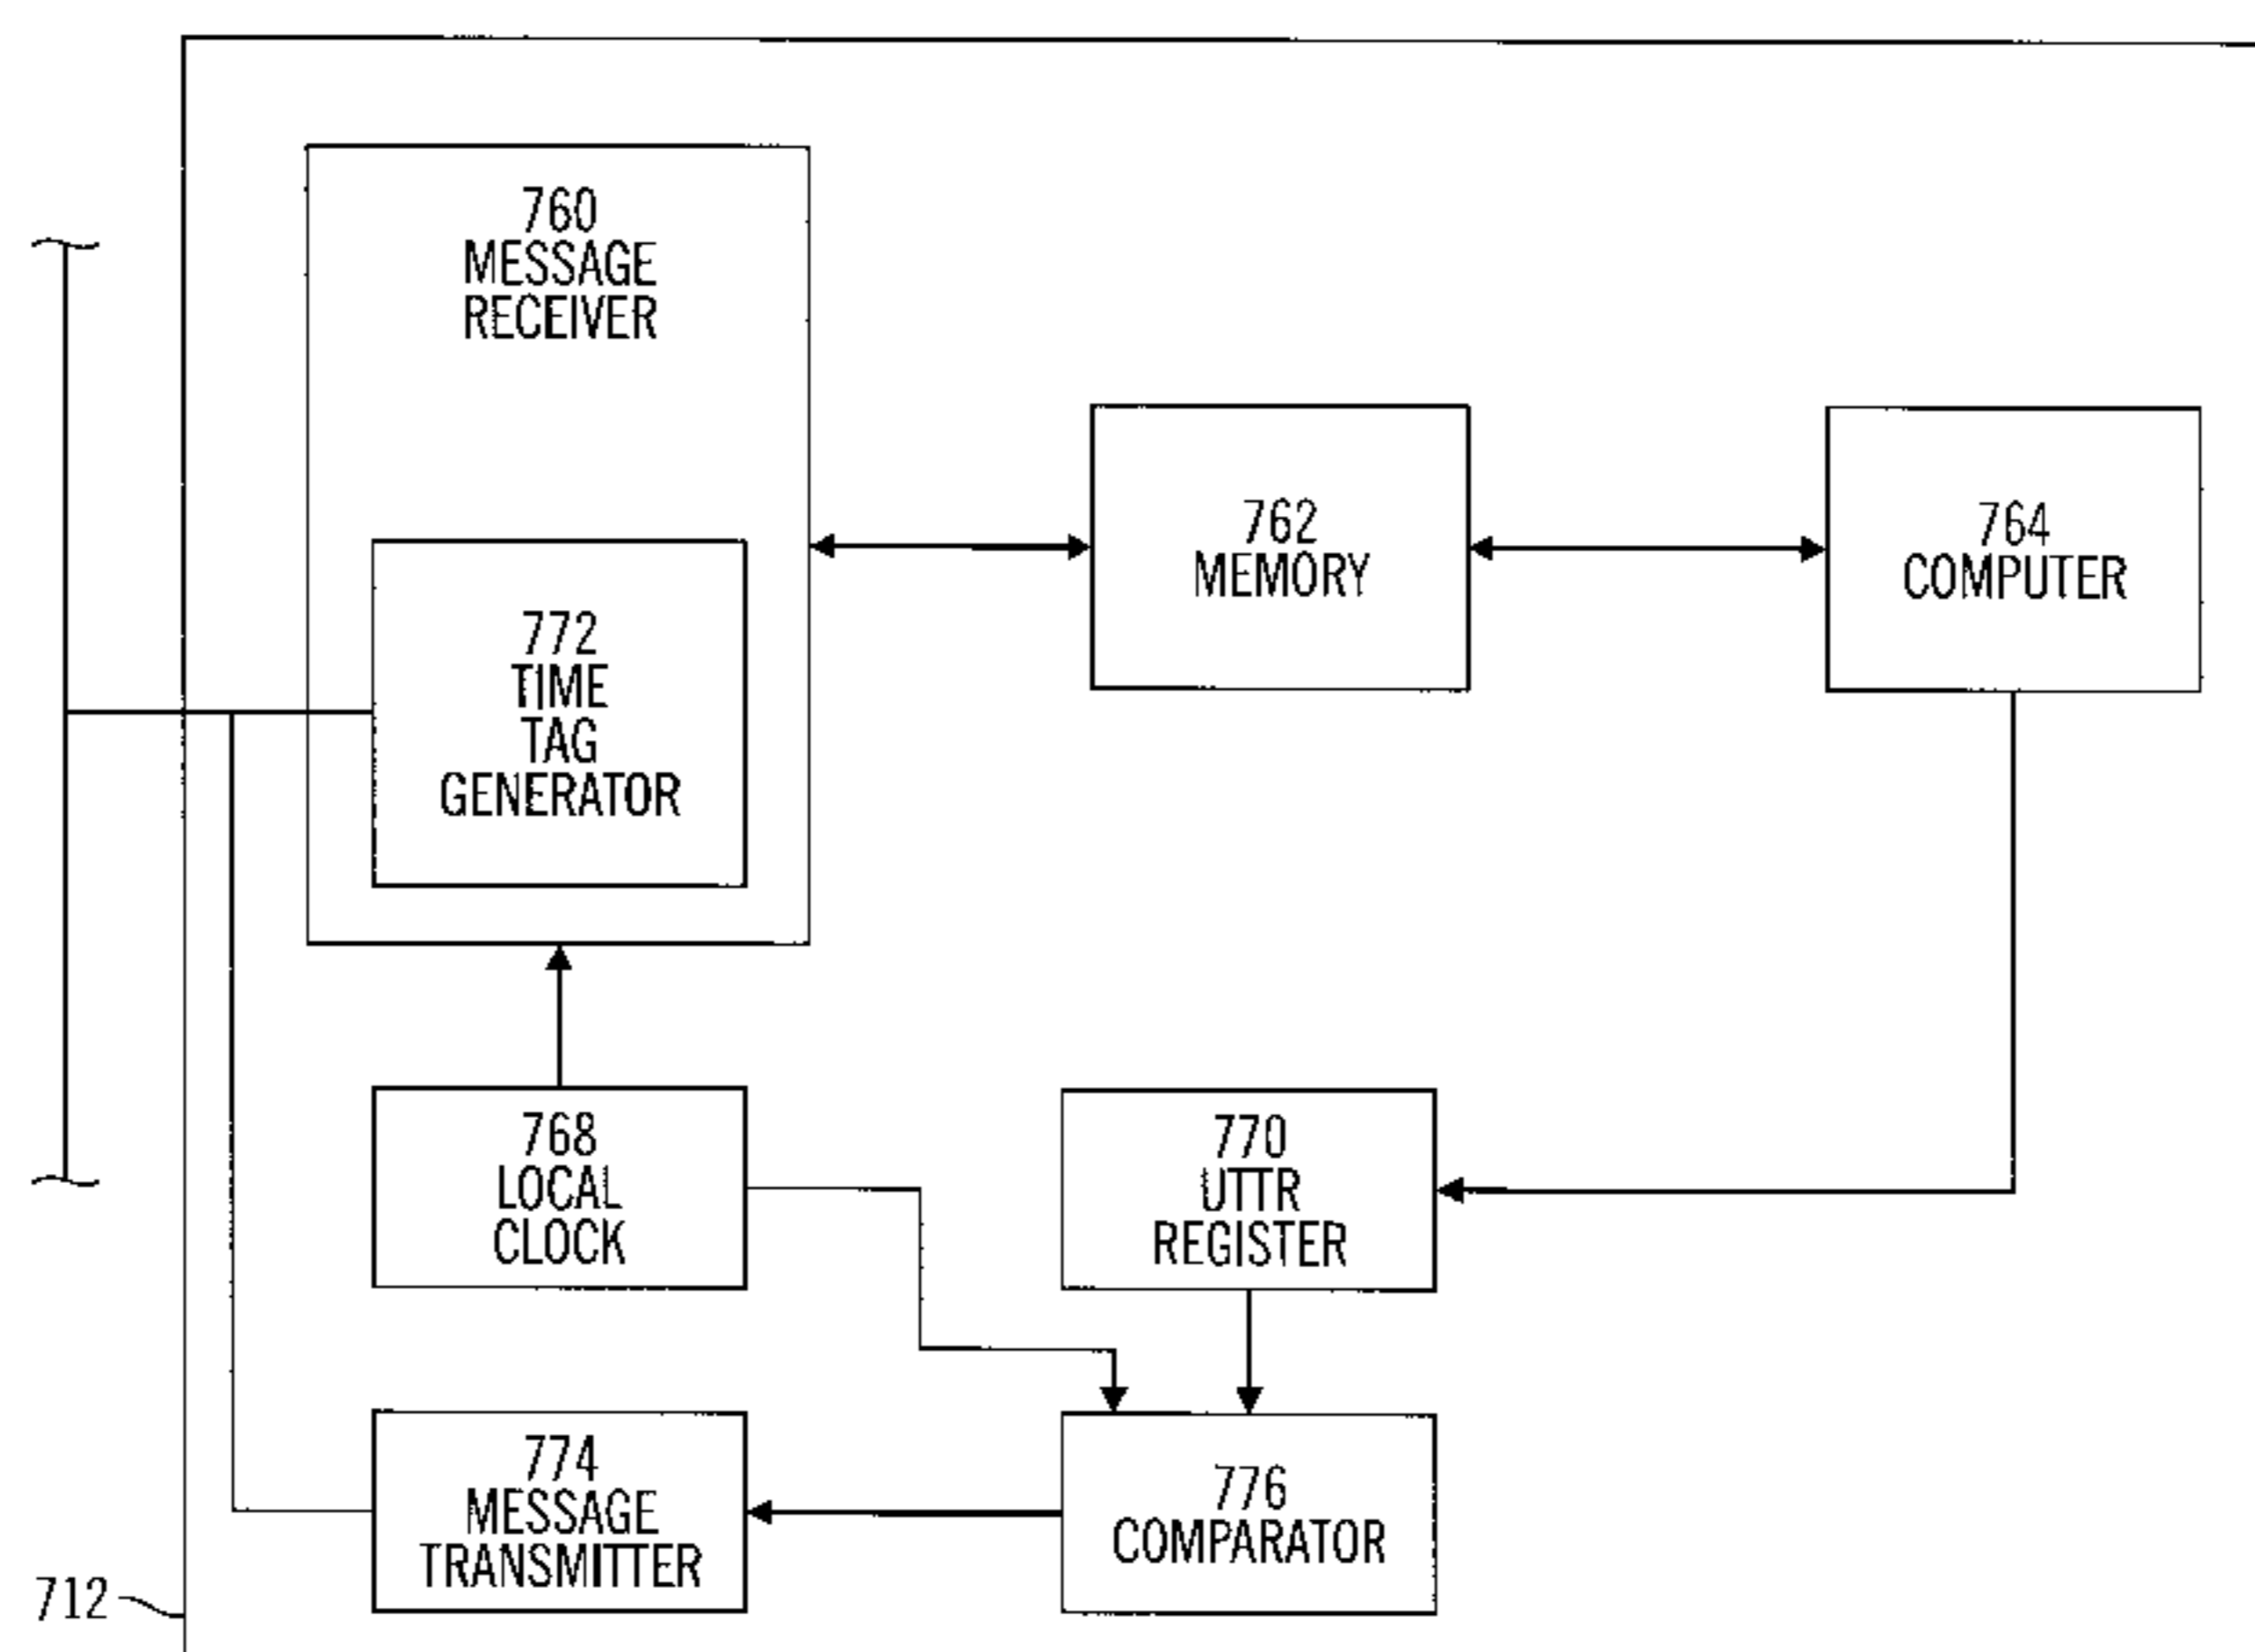 760
MESSAGE
RECEIVER
762
MEMORY
764
COMPUTER
772
TIME
TAG
GENERATOR
768
LOCAL
CLOCK
770
UTTR
REGISTER
774
MESSAGE
TRANSMITTER
776
COMPARATOR
712